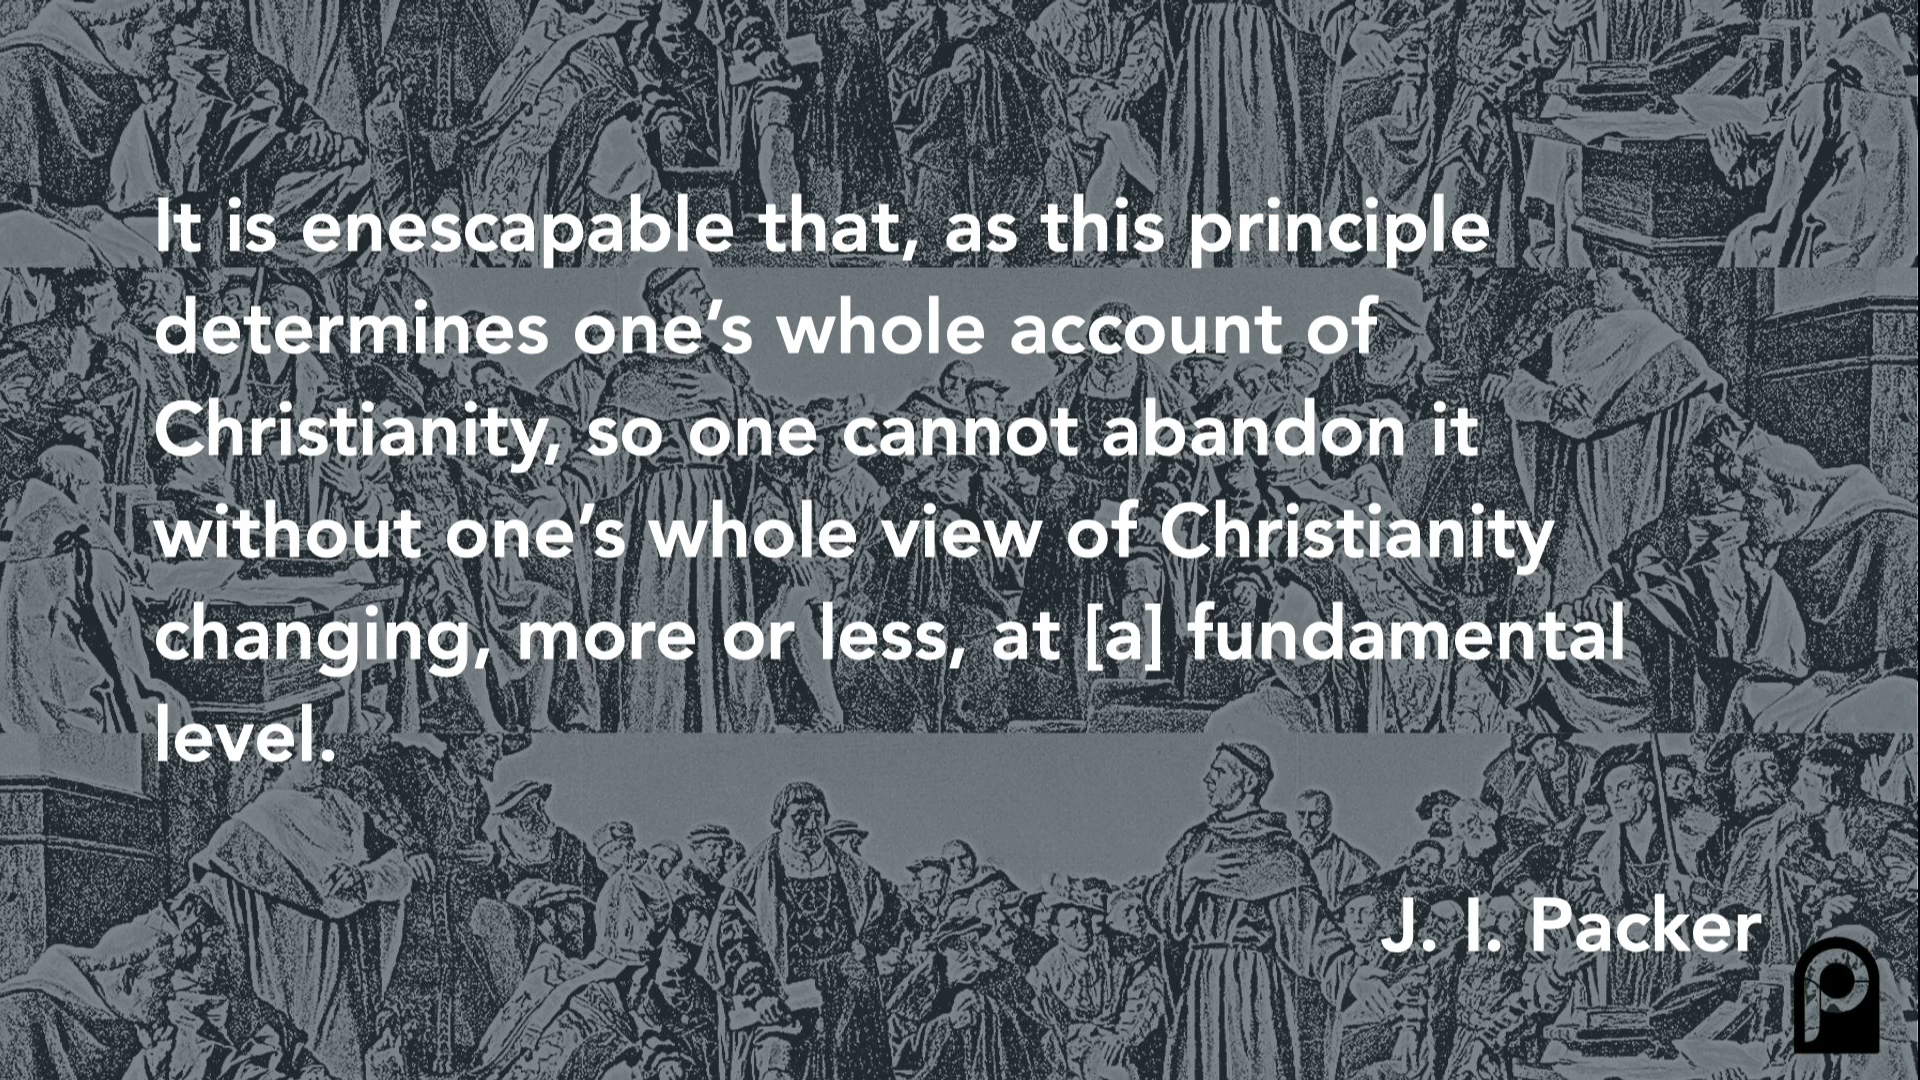 It is enescapable that, as this principle
determines one’s whole account of
Christianity, so one cannot abandon it
without one’s whole view of Christianity
changing, more or less, at [a] fundamental
level.
J. I. Packer